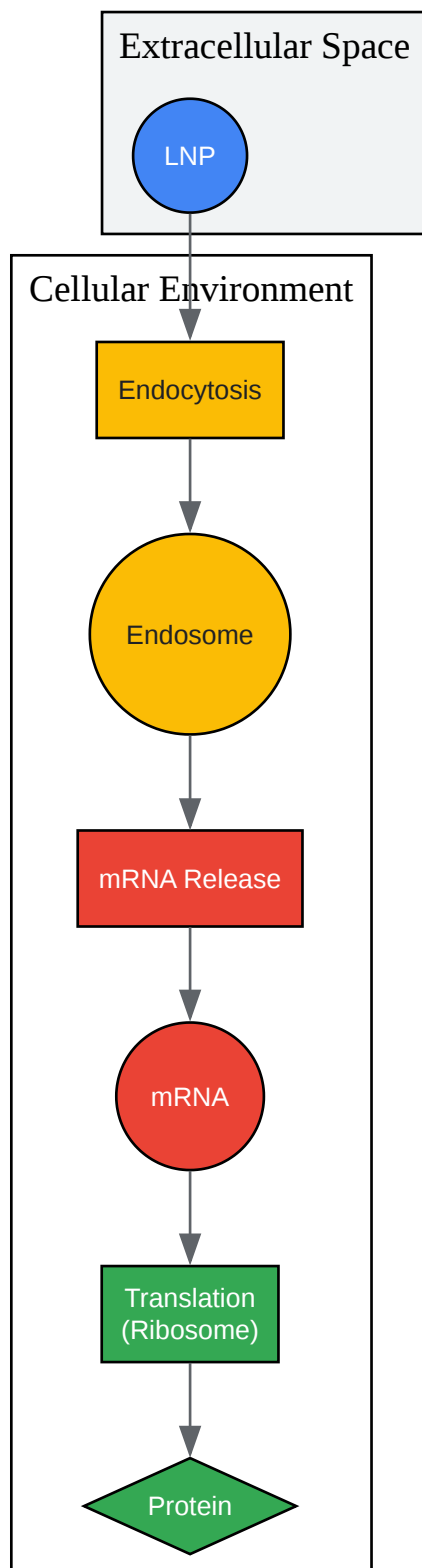 Extracellular Space
LNP
Cellular Environment
Endocytosis
Endosome
mRNA Release
mRNA
Translation
(Ribosome)
Protein